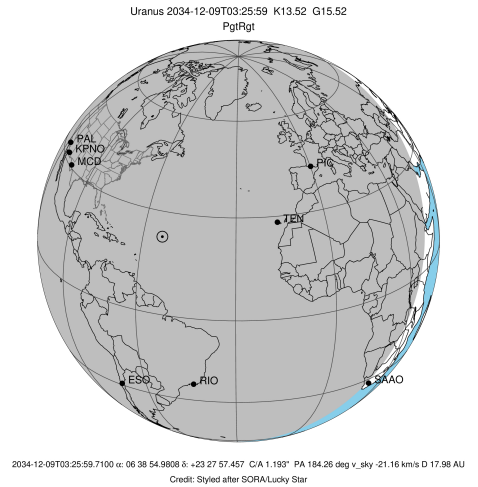 Uranus 2034-12-09T03:25:59 K13.52 G15.52
PgtRgt
PAL
KPNO
MCD
PIC
TEN
ESO
RIO
SAAO
2034-12-09T03:25:59.7100 α: 06 38 54.9808 δ: +23 27 57.457 C/A 1.193" PA 184.26 deg v_sky -21.16 km/s D 17.98 AU
Credit: Styled after SORA/Lucky Star